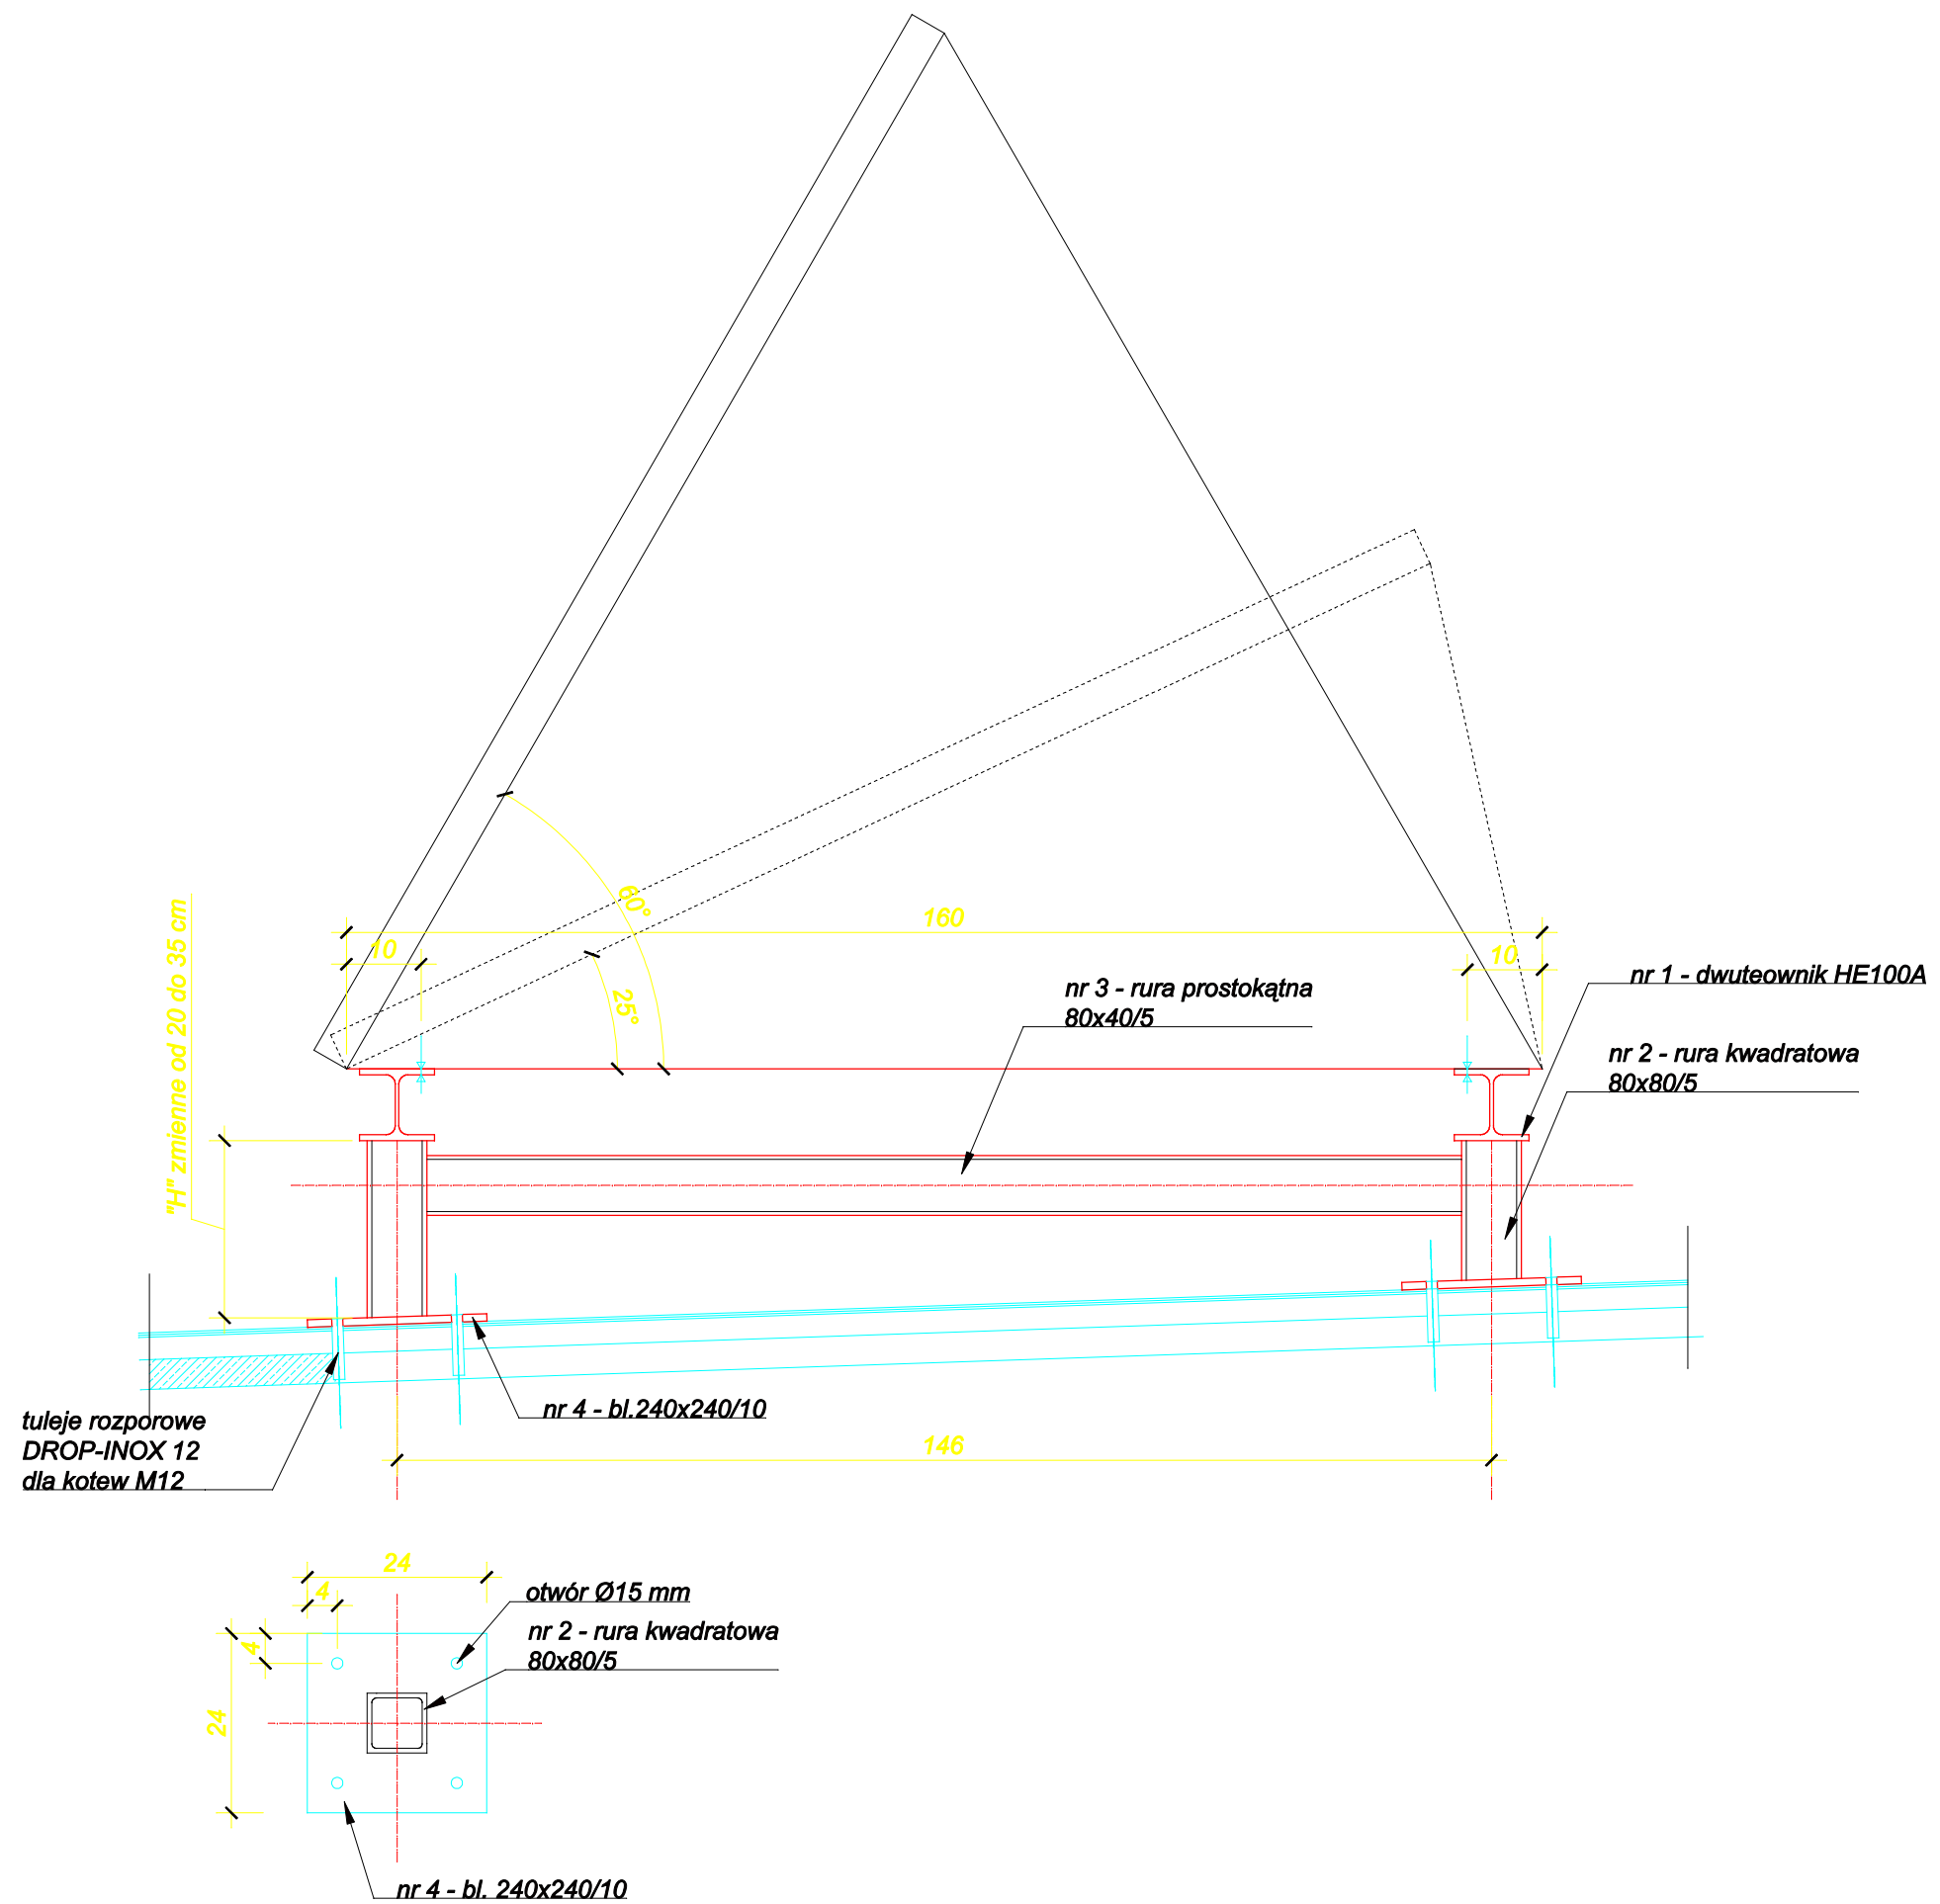 60°
"H" zmienne od 20 do 35 cm
160
10
10
25°
nr 1 - dwuteownik HE100A
nr 3 - rura prostokątna
80x40/5
nr 2 - rura kwadratowa
80x80/5
nr 4 - bl.240x240/10
tuleje rozporowe
DROP-INOX 12
dla kotew M12
146
24
4
otwór Ø15 mm
4
nr 2 - rura kwadratowa
80x80/5
24
nr 4 - bl. 240x240/10